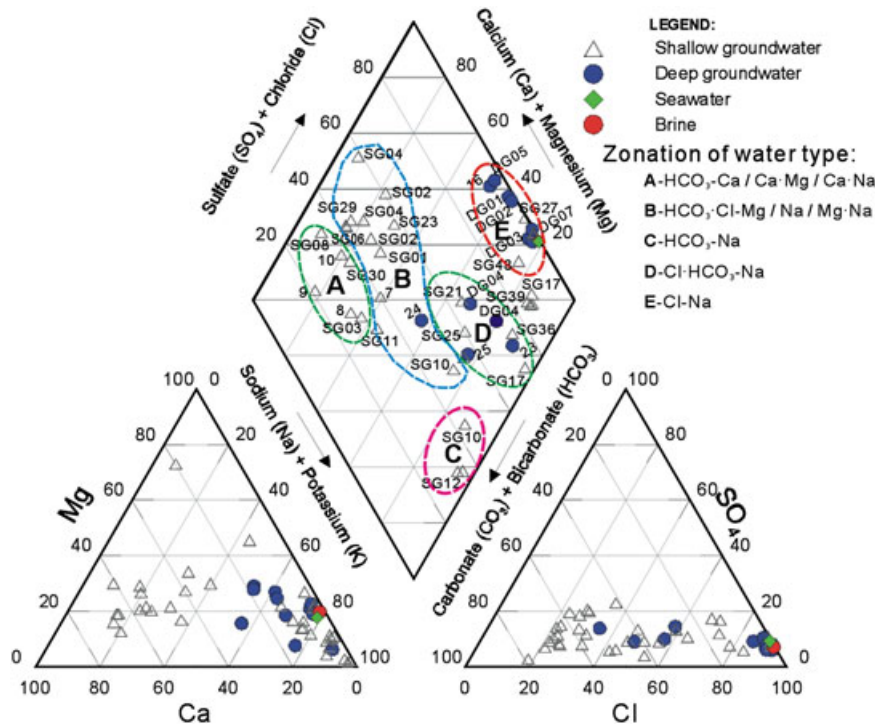 LEGEND:
Shallow groundwater
Deep groundwater
Seawater
Brine
Zonation of water type:
A-HCO₃-Ca / Ca·Mg / Ca·Na
B-HCO₃·Cl-Mg / Na / Mg·Na
C-HCO₃-Na
D-Cl·HCO₃-Na
E-Cl-Na
Sulfate (SO₄) + Chloride (Cl)
Calcium (Ca) + Magnesium (Mg)
80
80
60
60
40
40
20
20
SG04
SG02
SG29
SG04
SG23
SG08
SG06
SG02
10
SG01
SG30
B
A
9
7
8
SG03
SG11
24
16
DG05
DG01
SG27
DG02
DG07
E
DG03
SG43
SG21
DG04
SG17
SG39
DG04
D
SG25
SG36
25
23
SG10
SG17
SG10
C
SG12
Sodium (Na) + Potassium (K)
Carbonate (CO₃) + Bicarbonate (HCO₃)
100
0
80
20
Mg
60
40
40
60
20
80
0
100
100
80
60
40
20
0
Ca
0
100
20
80
40
60
SO₄
60
40
80
20
100
0
0
20
40
60
80
100
Cl